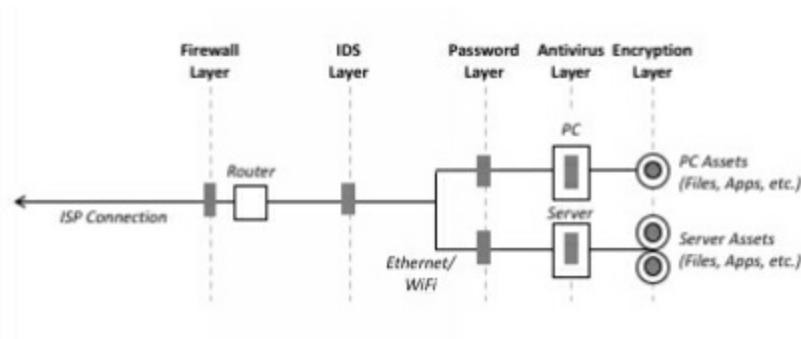 Firewall
Layer
IDS
Layer
Password
Layer
Antivirus
Layer
Encryption
Layer
PC
Router
PC Assets
(Files, Apps, etc.)
ISP Connection
Server
Server Assets
(Files, Apps, etc.)
Ethernet/
WiFi